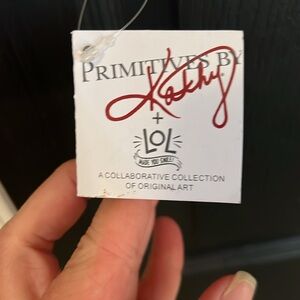 PRIMITIVES BY
Kathy
+
LOL
MADE YOU SMILE!
A COLLABORATIVE COLLECTION
OF ORIGINAL ART